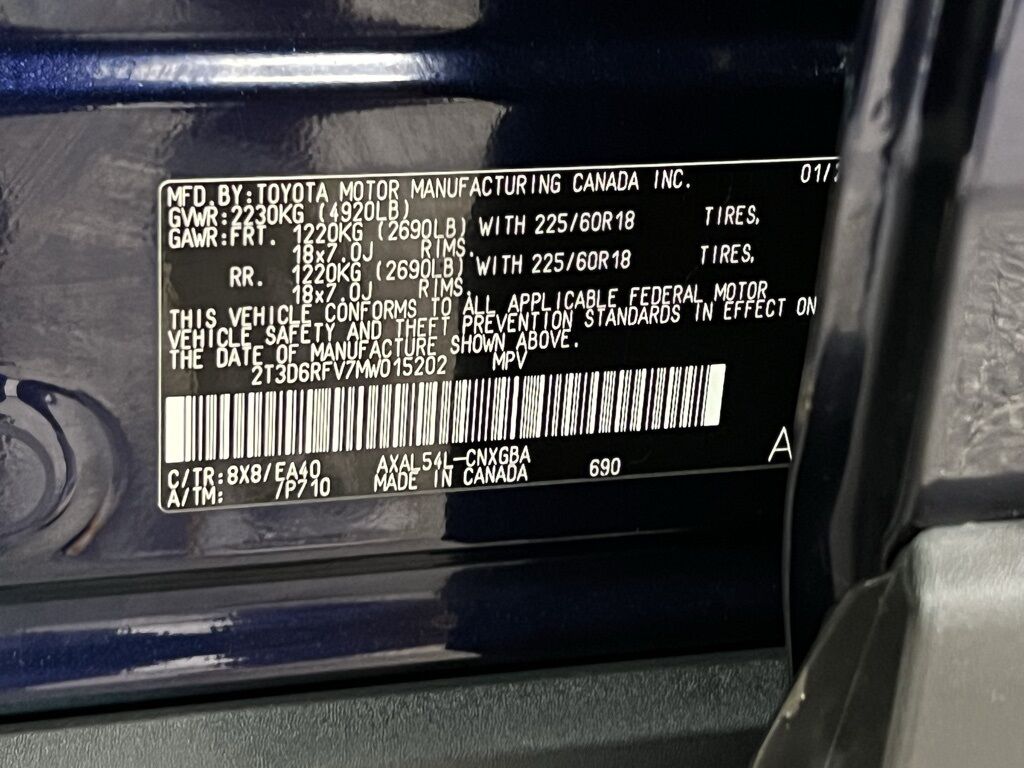 MFD. BY: TOYOTA MOTOR MANUFACTURING CANADA INC. 01/
GVWR: 2230KG (4920LB)
GAWR: FRT. 1220KG (2690LB) WITH 225/60R18 TIRES,
18x7.0J RIMS.
RR. 1220KG (2690LB) WITH 225/60R18 TIRES,
18x7.0J RIMS.
THIS VEHICLE CONFORMS TO ALL APPLICABLE FEDERAL MOTOR
VEHICLE SAFETY AND THEFT PREVENTION STANDARDS IN EFFECT ON
THE DATE OF MANUFACTURE SHOWN ABOVE.
2T3D6RFV7MW015202 MPV
C/TR: 8X8/EA40 AXAL54L-CNXGBA 690 A
A/TM: /P710 MADE IN CANADA